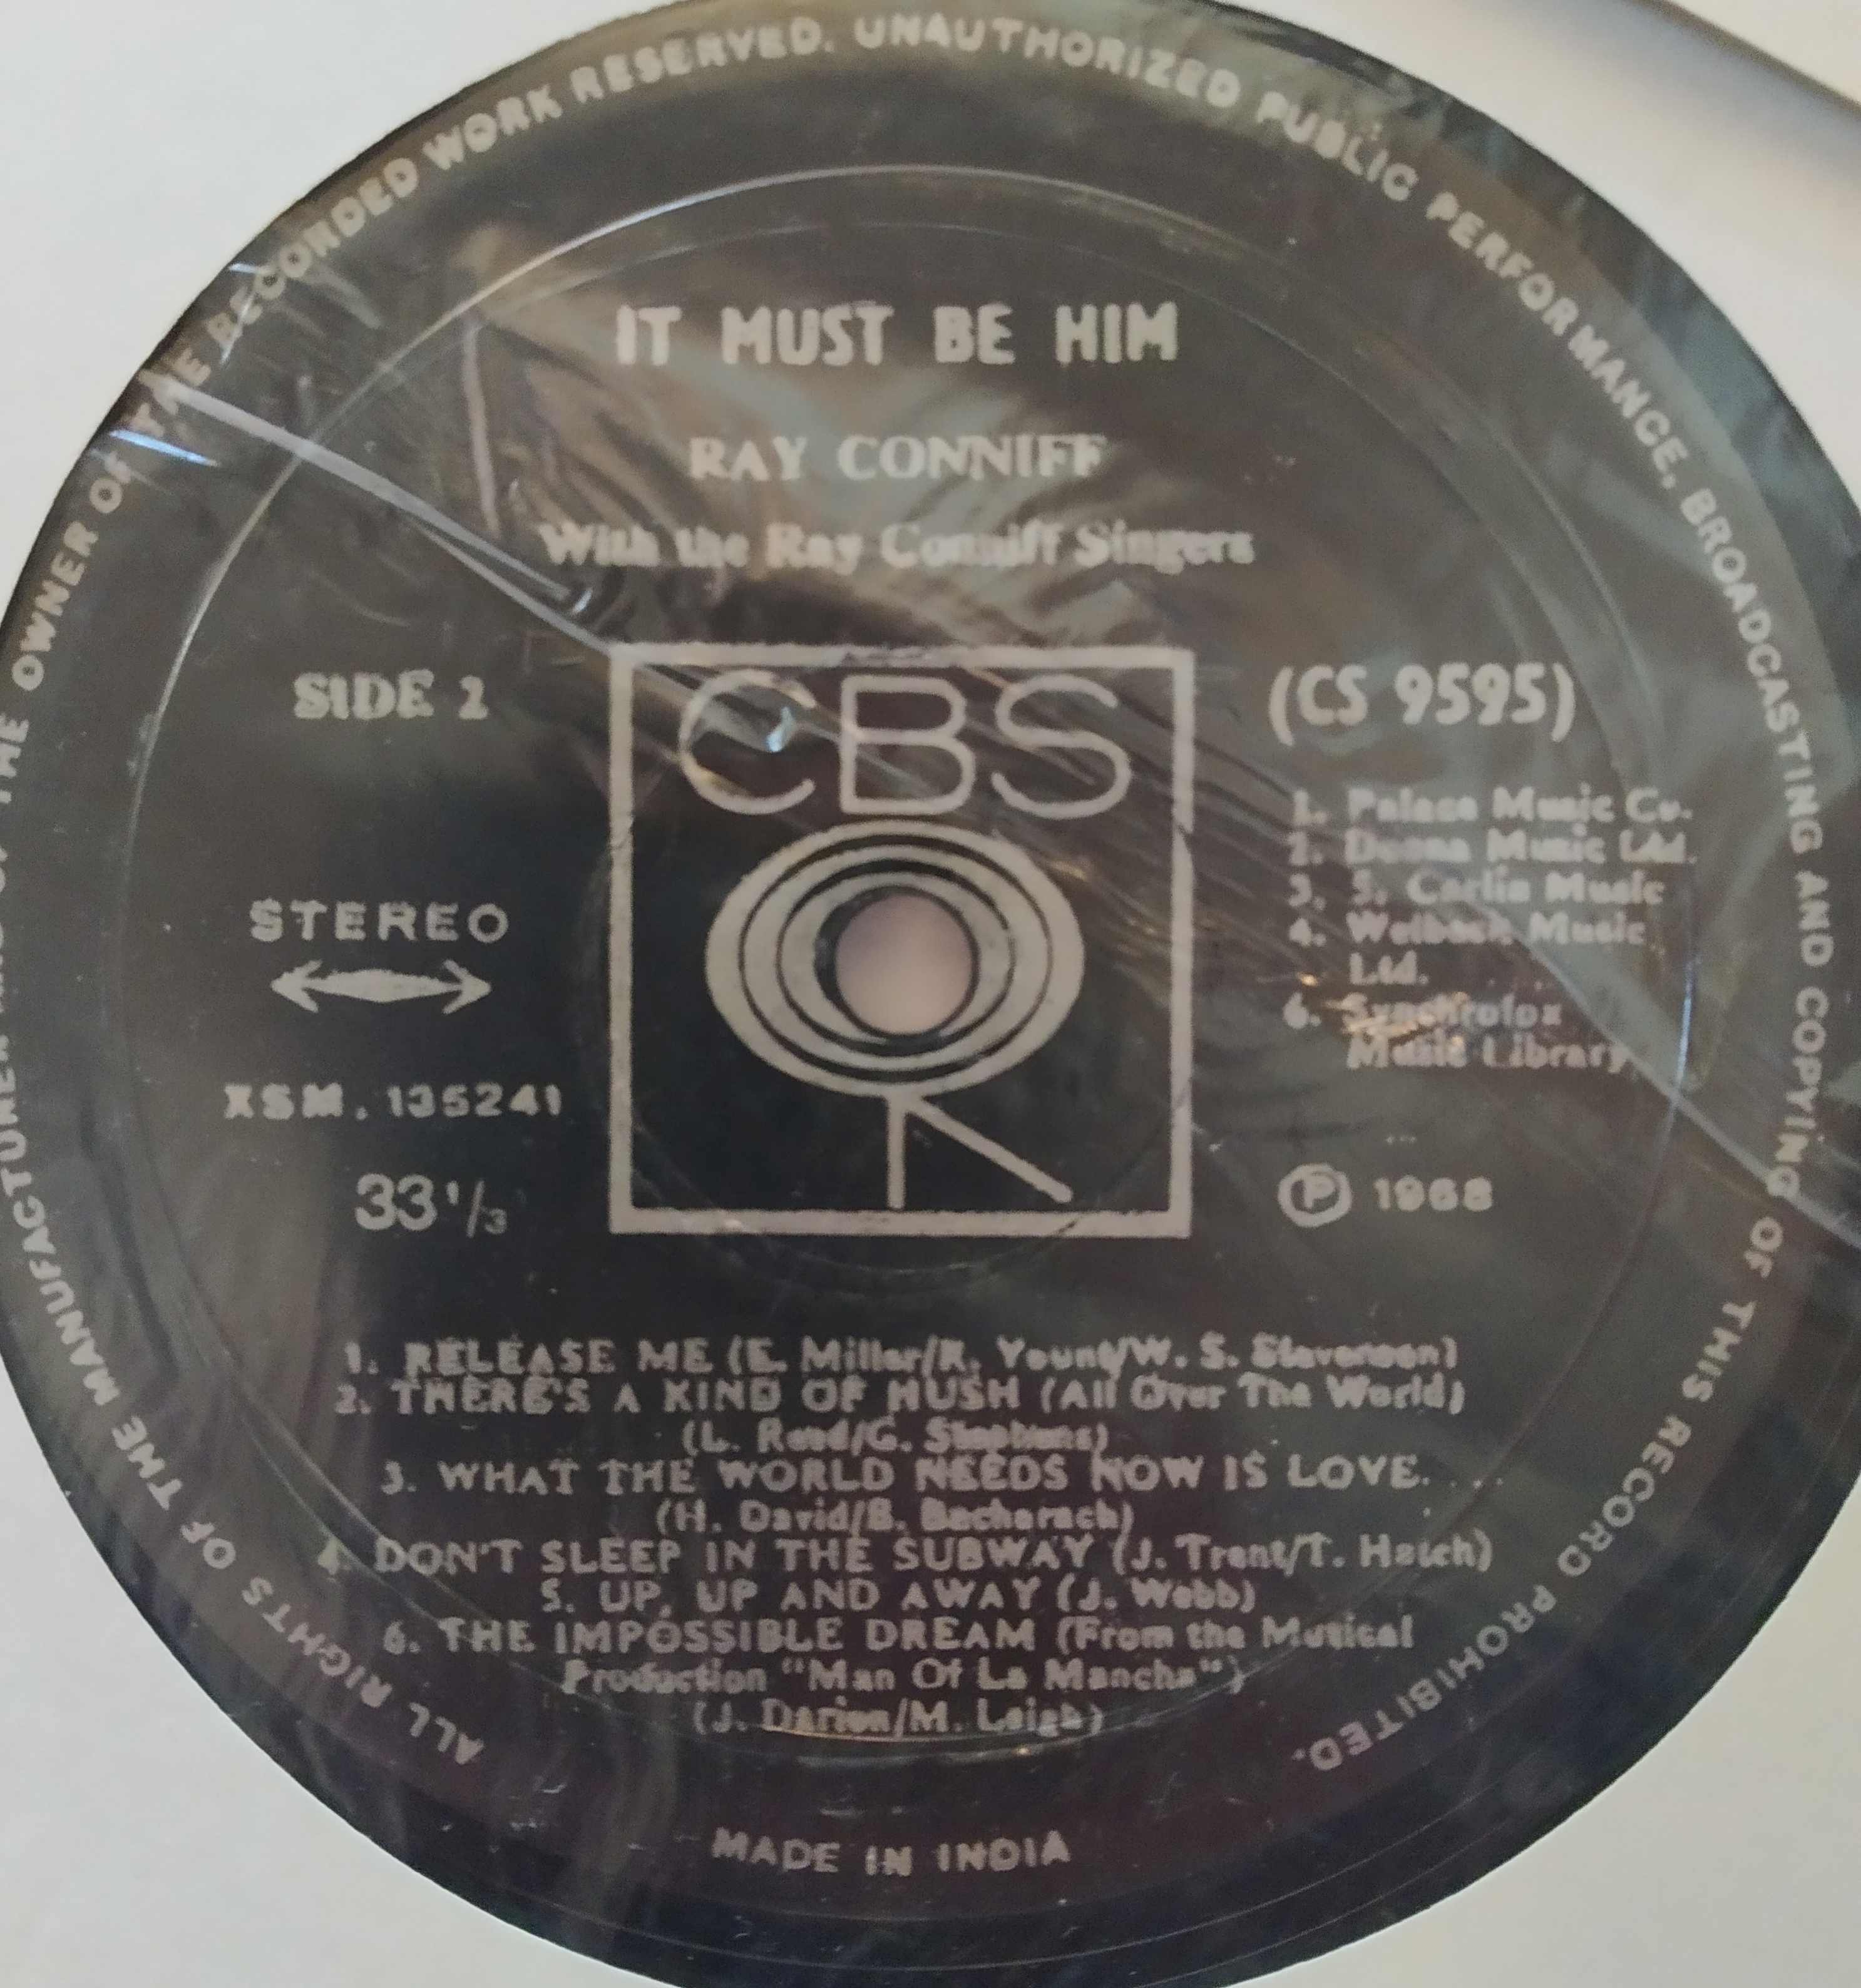 ALL RIGHTS OF THE MANUFACTURER AND OF THE OWNER OF THE RECORDED WORK RESERVED. UNAUTHORIZED PUBLIC PERFORMANCE, BROADCASTING AND COPYING OF THIS RECORD PROHIBITED.
IT MUST BE HIM
RAY CONNIFF
With the Ray Conniff Singers
SIDE 2
CBS
(CS 9595)
STEREO
XSM. 135241
33 1/3
1. Palace Music Co.
2. Donna Music Ltd.
3. S. Carlin Music
4. Welbeck Music
Ltd.
6. Synchrofox
Music Library
Ⓟ 1968
1. RELEASE ME (E. Miller/R. Yount/W. S. Stevenson)
2. THERE'S A KIND OF HUSH (All Over The World)
(L. Reed/G. Stephens)
3. WHAT THE WORLD NEEDS NOW IS LOVE.
(H. David/B. Bacharach)
4. DON'T SLEEP IN THE SUBWAY (J. Trent/T. Hatch)
5. UP, UP AND AWAY (J. Webb)
6. THE IMPOSSIBLE DREAM (From the Musical
Production "Man Of La Mancha")
(J. Darion/M. Leigh)
MADE IN INDIA